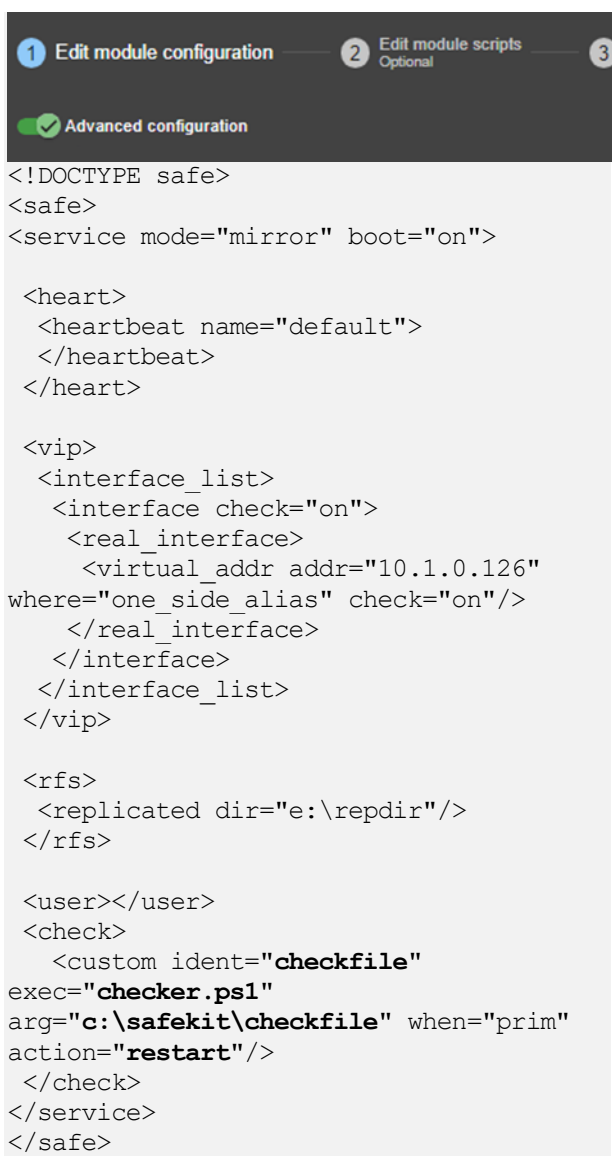 1 Edit module configuration 2 Edit module scripts 3
Optional
Advanced configuration
<!DOCTYPE safe>
<safe>
<service mode="mirror" boot="on">
 <heart>
  <heartbeat name="default">
  </heartbeat>
 </heart>
 <vip>
  <interface_list>
   <interface check="on">
    <real_interface>
     <virtual_addr addr="10.1.0.126"
where="one_side_alias" check="on"/>
    </real_interface>
   </interface>
  </interface_list>
 </vip>
 <rfs>
  <replicated dir="e:\repdir"/>
 </rfs>
 <user></user>
 <check>
   <custom ident="checkfile"
exec="checker.ps1"
arg="c:\safekit\checkfile" when="prim"
action="restart"/>
 </check>
</service>
</safe>